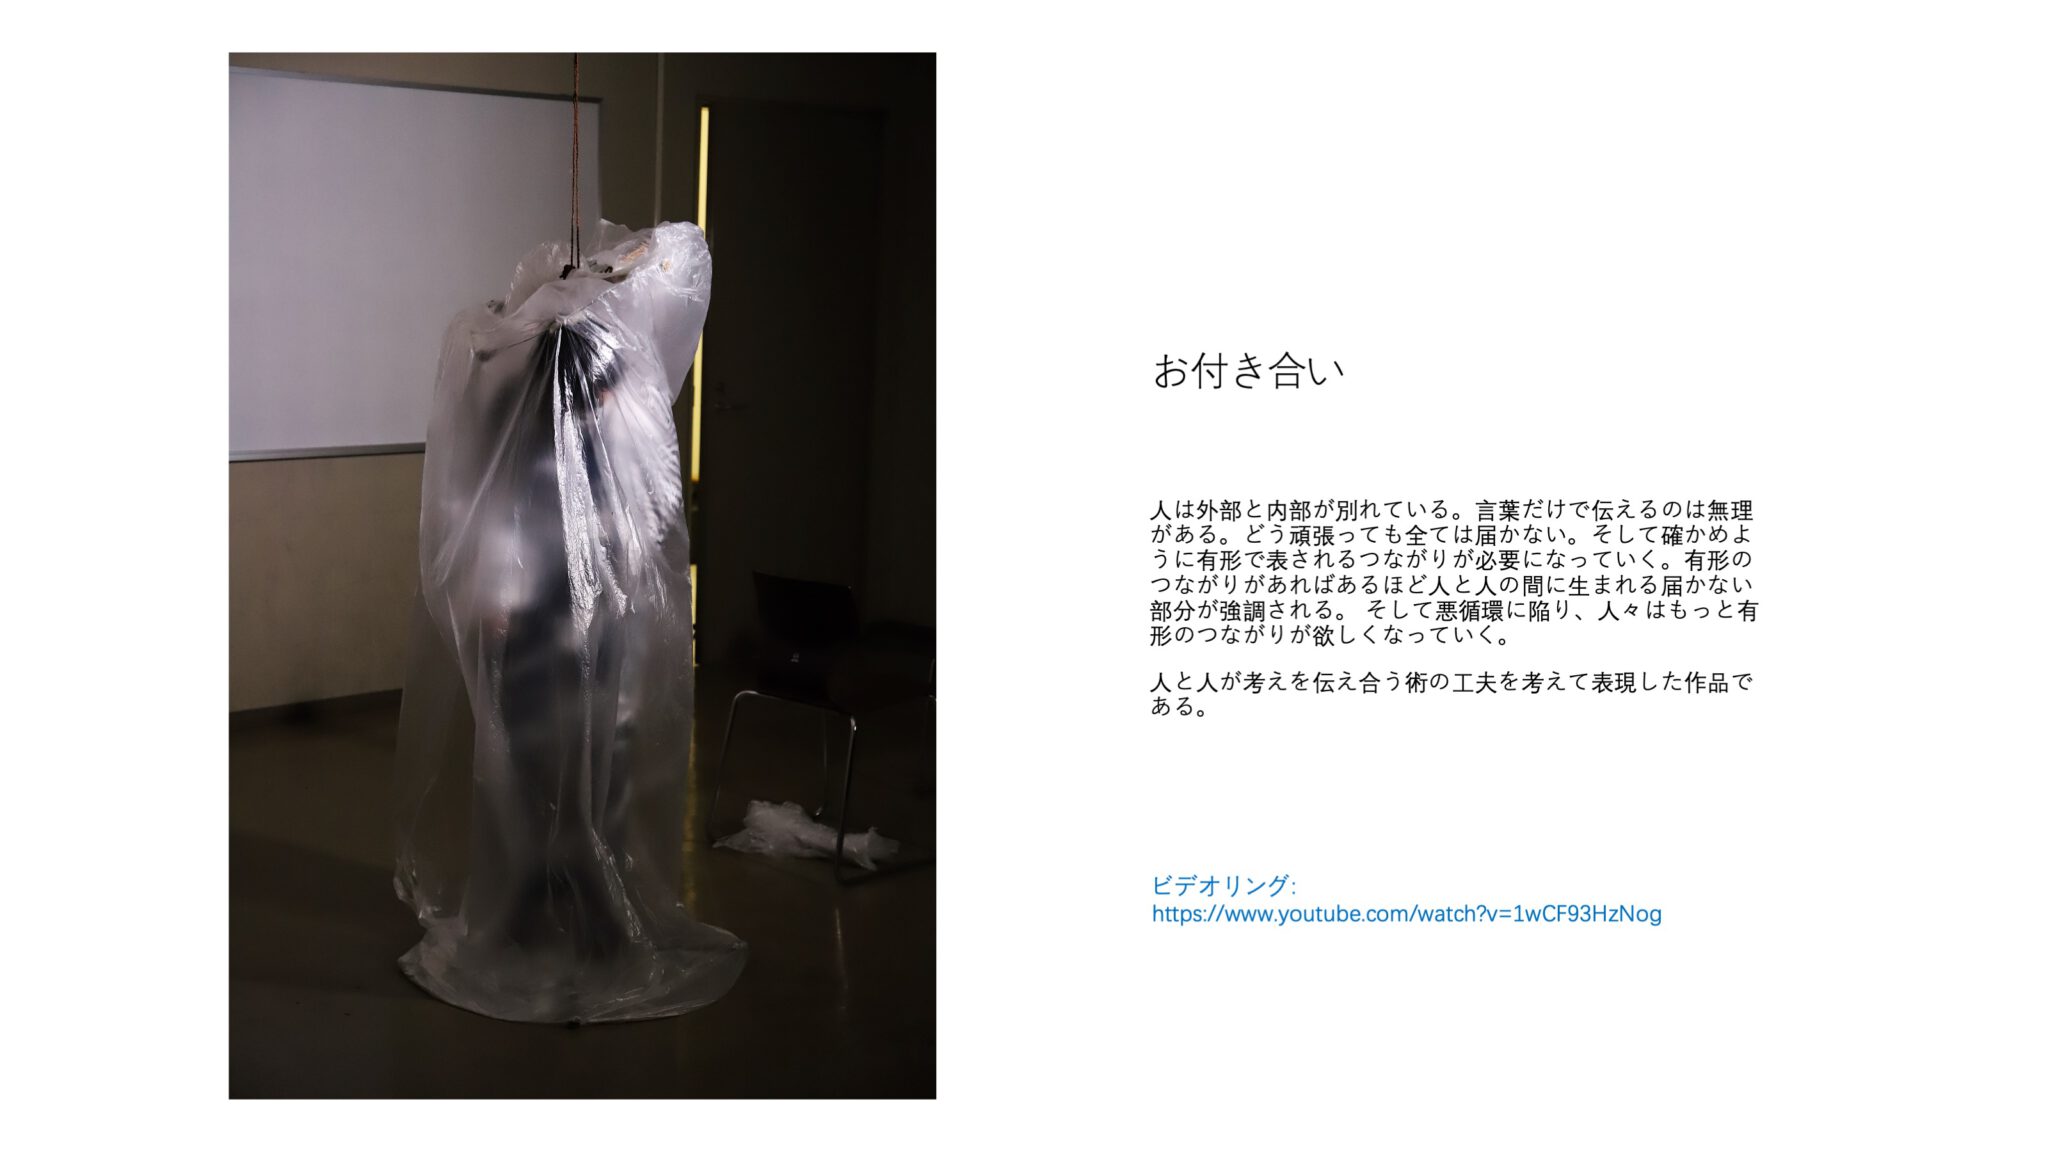 お付き合い
人は外部と内部が別れている。言葉だけで伝えるのは無理
がある。どう頑張っても全ては届かない。そして確かめよ
うに有形で表されるつながりが必要になっていく。有形の
つながりがあればあるほど人と人の間に生まれる届かない
部分が強調される。 そして悪循環に陥り、人々はもっと有
形のつながりが欲しくなっていく。
人と人が考えを伝え合う術の工夫を考えて表現した作品で
ある。
ビデオリング:
https://www.youtube.com/watch?v=1wCF93HzNog